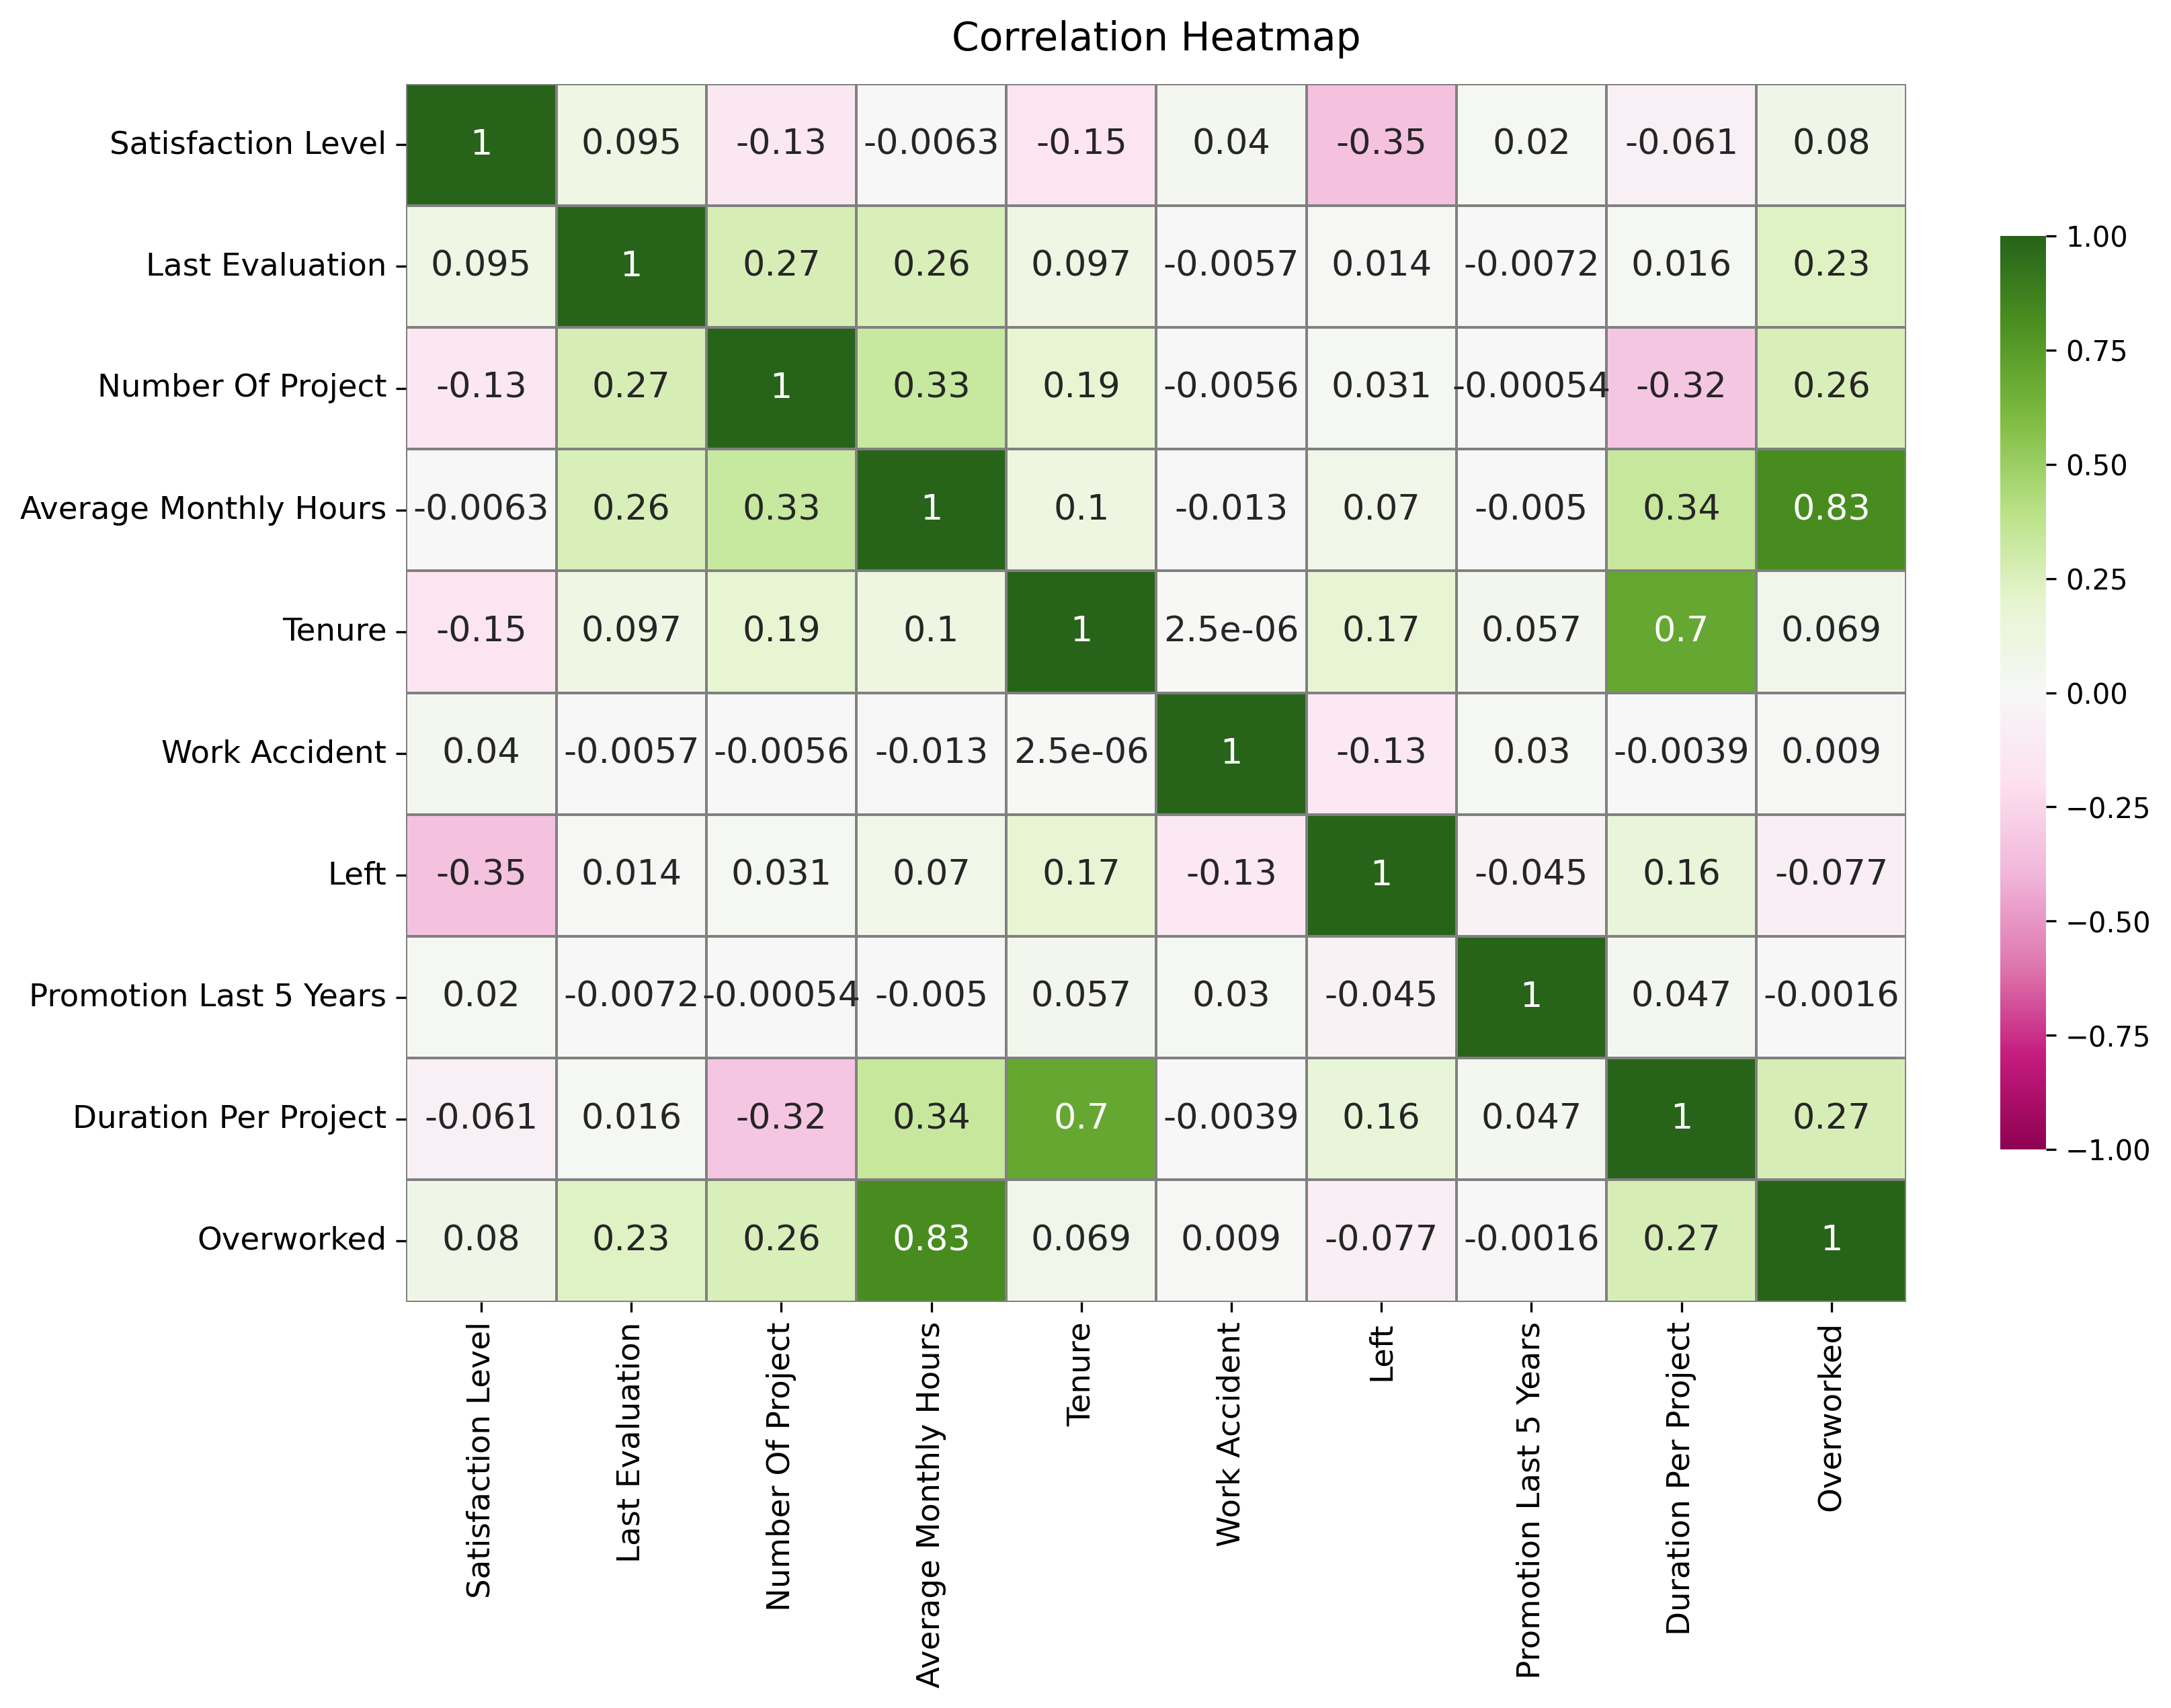 Correlation Heatmap
Satisfaction Level 1 0.095 -0.13 -0.0063 -0.15 0.04 -0.35 0.02 -0.061 0.08
Last Evaluation 0.095 1 0.27 0.26 0.097 -0.0057 0.014 -0.0072 0.016 0.23
Number Of Project -0.13 0.27 1 0.33 0.19 -0.0056 0.031 -0.00054 -0.32 0.26
Average Monthly Hours -0.0063 0.26 0.33 1 0.1 -0.013 0.07 -0.005 0.34 0.83
Tenure -0.15 0.097 0.19 0.1 1 2.5e-06 0.17 0.057 0.7 0.069
Work Accident 0.04 -0.0057 -0.0056 -0.013 2.5e-06 1 -0.13 0.03 -0.0039 0.009
Left -0.35 0.014 0.031 0.07 0.17 -0.13 1 -0.045 0.16 -0.077
Promotion Last 5 Years 0.02 -0.0072 -0.00054 -0.005 0.057 0.03 -0.045 1 0.047 -0.0016
Duration Per Project -0.061 0.016 -0.32 0.34 0.7 -0.0039 0.16 0.047 1 0.27
Overworked 0.08 0.23 0.26 0.83 0.069 0.009 -0.077 -0.0016 0.27 1
Satisfaction Level
Last Evaluation
Number Of Project
Average Monthly Hours
Tenure
Work Accident
Left
Promotion Last 5 Years
Duration Per Project
Overworked
1.00
0.75
0.50
0.25
0.00
−0.25
−0.50
−0.75
−1.00